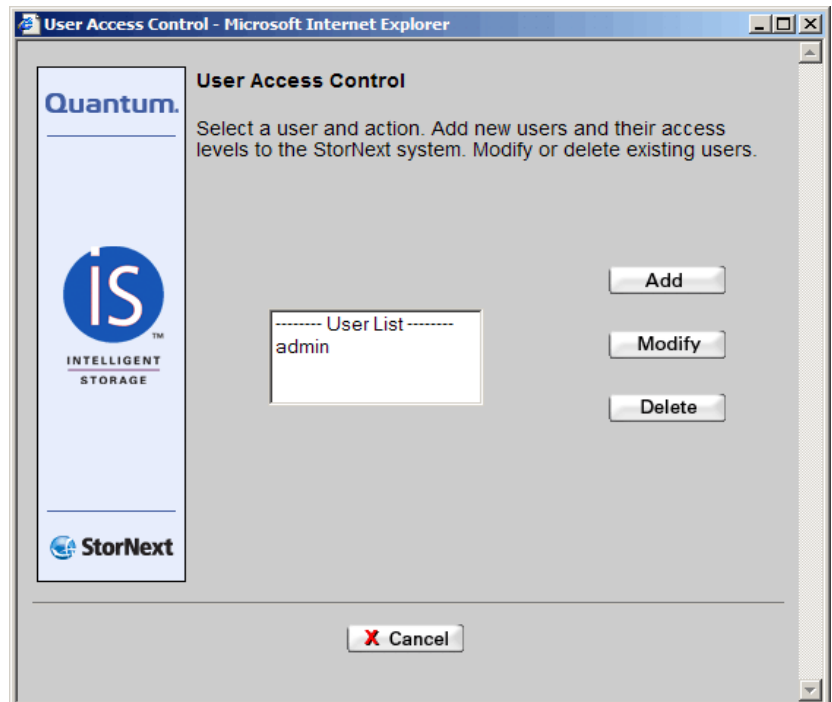 User Access Control - Microsoft Internet Explorer
Quantum.
User Access Control
Select a user and action. Add new users and their access
levels to the StorNext system. Modify or delete existing users.
iS
TM
INTELLIGENT
STORAGE
-------- User List --------
admin
Add
Modify
Delete
StorNext
X Cancel